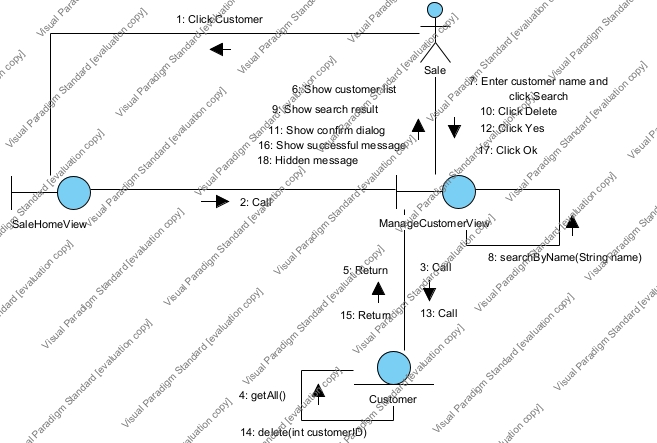 1: Click Customer
Sale
6: Show customer list
9: Show search result
11: Show confirm dialog
16: Show successful message
18: Hidden message
7: Enter customer name and
click Search
10: Click Delete
12: Click Yes
17: Click Ok
SaleHomeView
2: Call
ManageCustomerView
8: searchByName(String name)
5: Return
3: Call
15: Return
13: Call
4: getAll()
Customer
14: delete(int customerID)
Visual Paradigm Standard [evaluation copy]